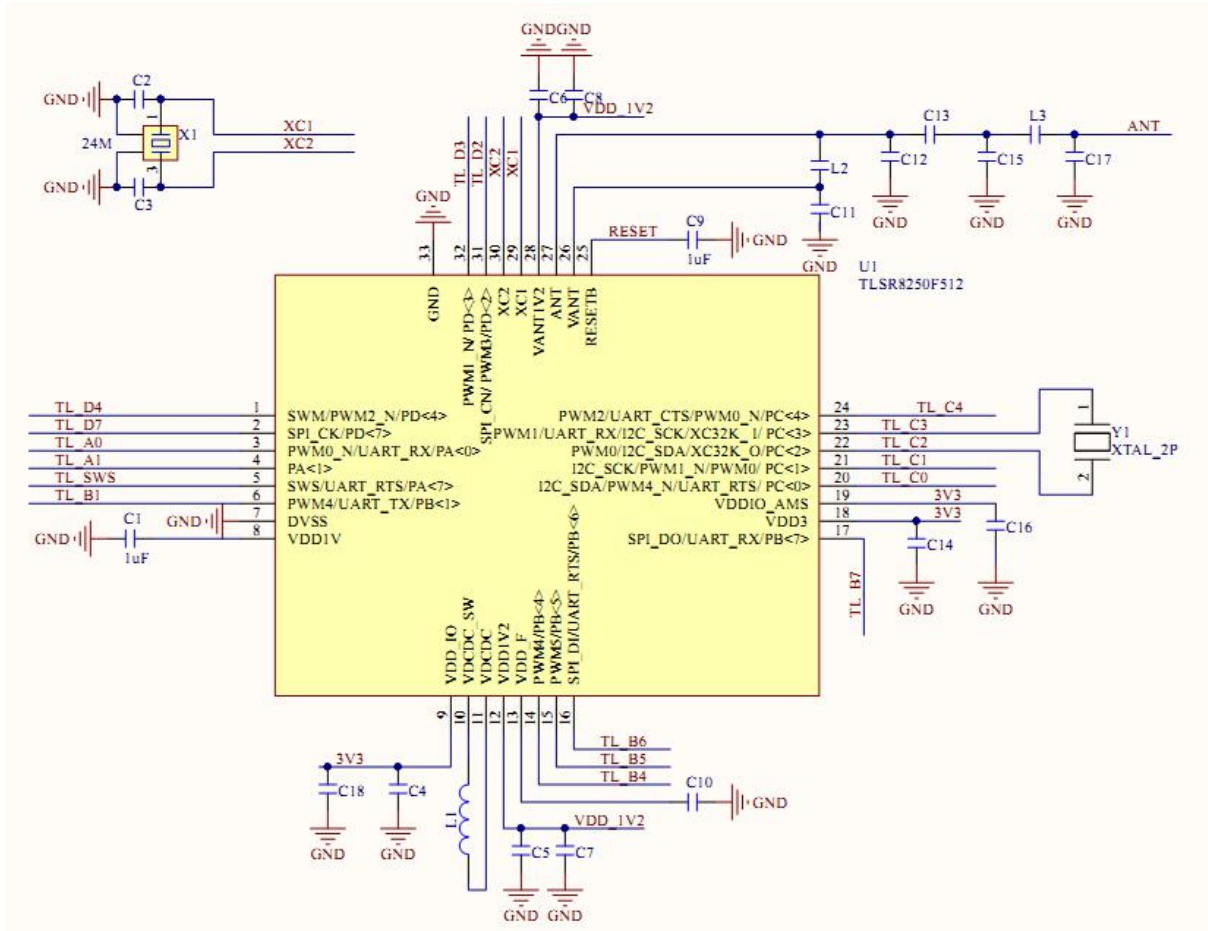 GND GND
C2
GND
C6 C8
VDD_1V2
1
X1
XC1
24M
XC2
3
GND
C3
TL_D3
TL_D2
XC2
XC1
C13 L3 ANT
C12 C15 C17
L2
C11
GND GND GND
GND
GND
RESET C9 GND
1uF
33 32 31 30 29 28 27 26 25
U1
TLSR8250F512
GND
PWM1_N/PD<3>
SPI_CN/PWM3/PD<2>
XC2
XC1
VANT1V2
ANT
VANT
RESETB
TL_D4 1 SWM/PWM2_N/PD<4>
TL_D7 2 SPI_CK/PD<7>
TL_A0 3 PWM0_N/UART_RX/PA<0>
TL_A1 4 PA<1>
TL_SWS 5 SWS/UART_RTS/PA<7>
TL_B1 6 PWM4/UART_TX/PB<1>
GND 7 DVSS
GND C1 8 VDD1V
1uF
PWM2/UART_CTS/PWM0_N/PC<4> 24 TL_C4
PWM1/UART_RX/I2C_SCK/XC32K_I/ PC<3> 23 TL_C3
PWM0/I2C_SDA/XC32K_O/PC<2> 22 TL_C2
I2C_SCK/PWM1_N/PWM0/ PC<1> 21 TL_C1
I2C_SDA/PWM4_N/UART_RTS/ PC<0> 20 TL_C0
VDDIO_AMS 19 3V3
VDD3 18 3V3
SPI_DO/UART_RX/PB<7> 17
1
Y1
XTAL_2P
2
C14 C16
GND GND
TL_B7
VDD_IO
VDCDC_SW
VDCDC
VDD1V2
VDD_F
PWM4/PB<4>
PWM5/PB<5>
SPI_DI/UART_RTS/PB<6>
9 10 11 12 13 14 15 16
TL_B6
TL_B5
TL_B4
3V3
C18 C4
GND GND
L1
C10 GND
VDD_1V2
C5 C7
GND GND